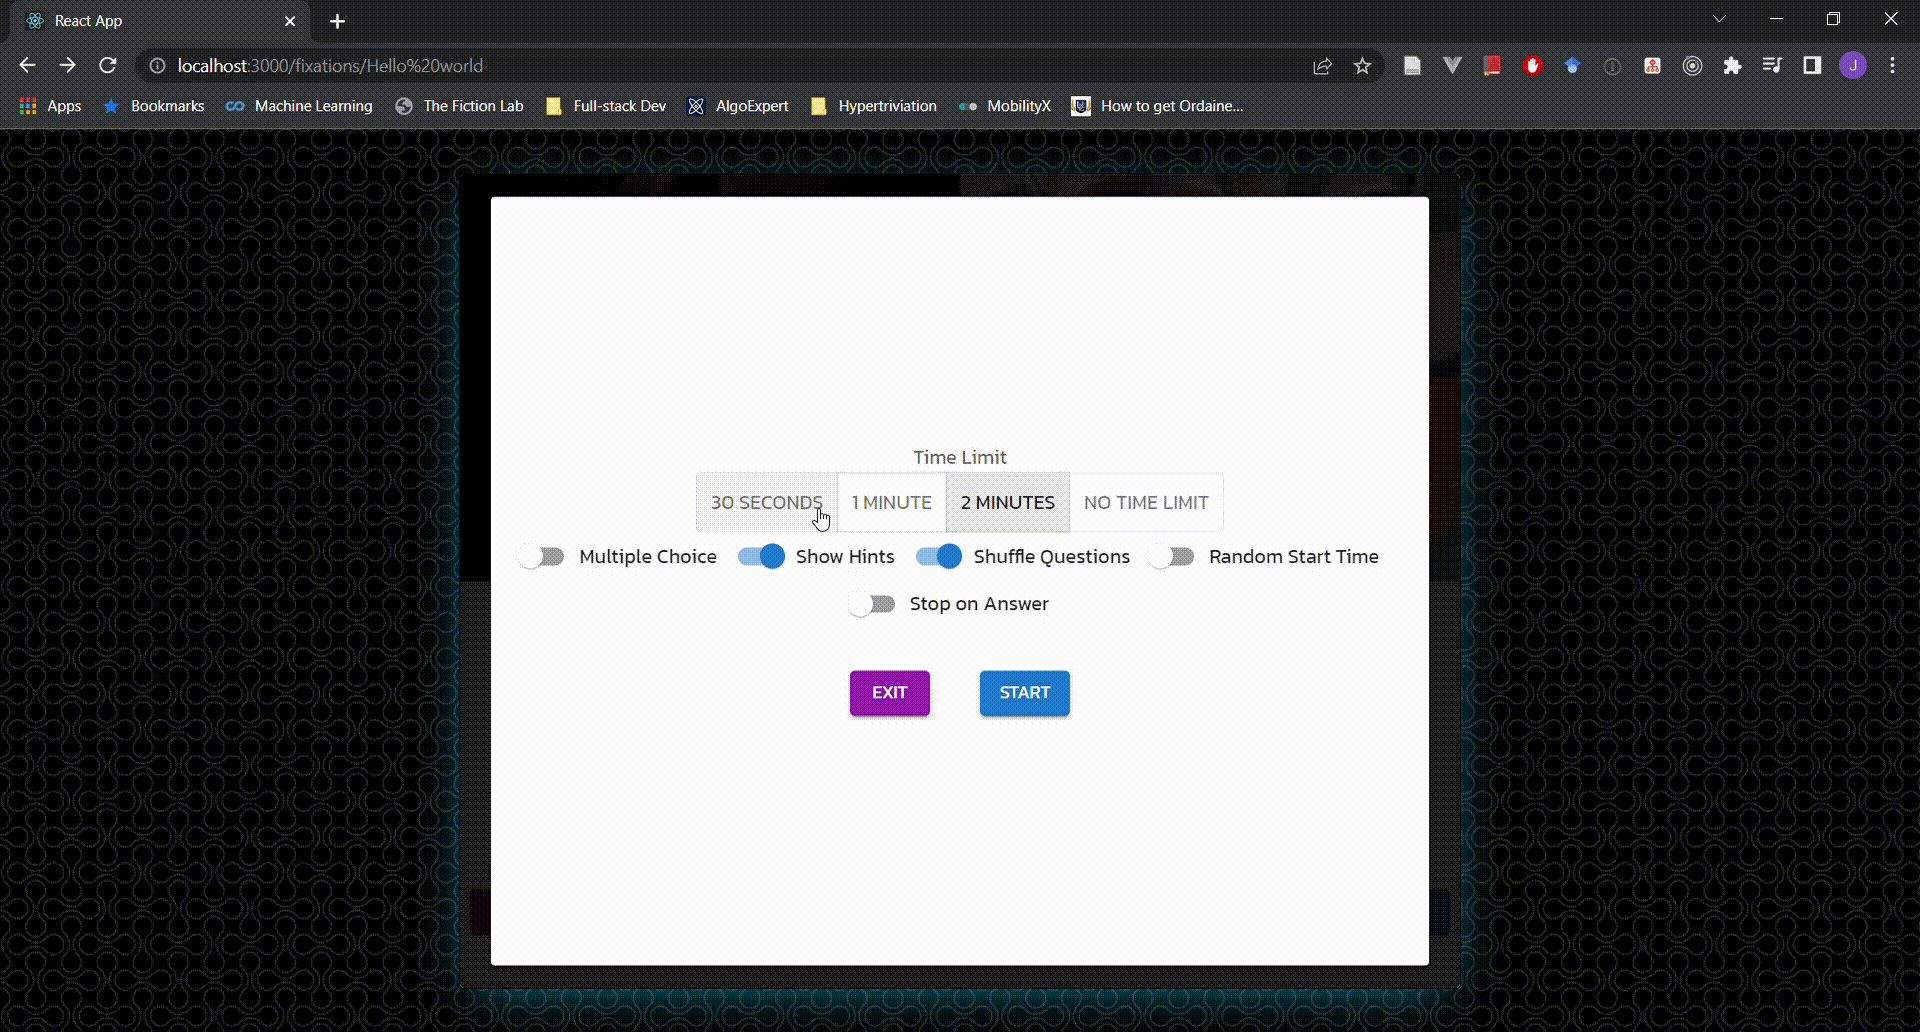 React App
localhost:3000/fixations/Hello%20world
J
Apps Bookmarks Machine Learning The Fiction Lab Full-stack Dev AlgoExpert Hypertriviation MobilityX How to get Ordaine...
Time Limit
30 SECONDS 1 MINUTE 2 MINUTES NO TIME LIMIT
Multiple Choice Show Hints Shuffle Questions Random Start Time
Stop on Answer
EXIT START